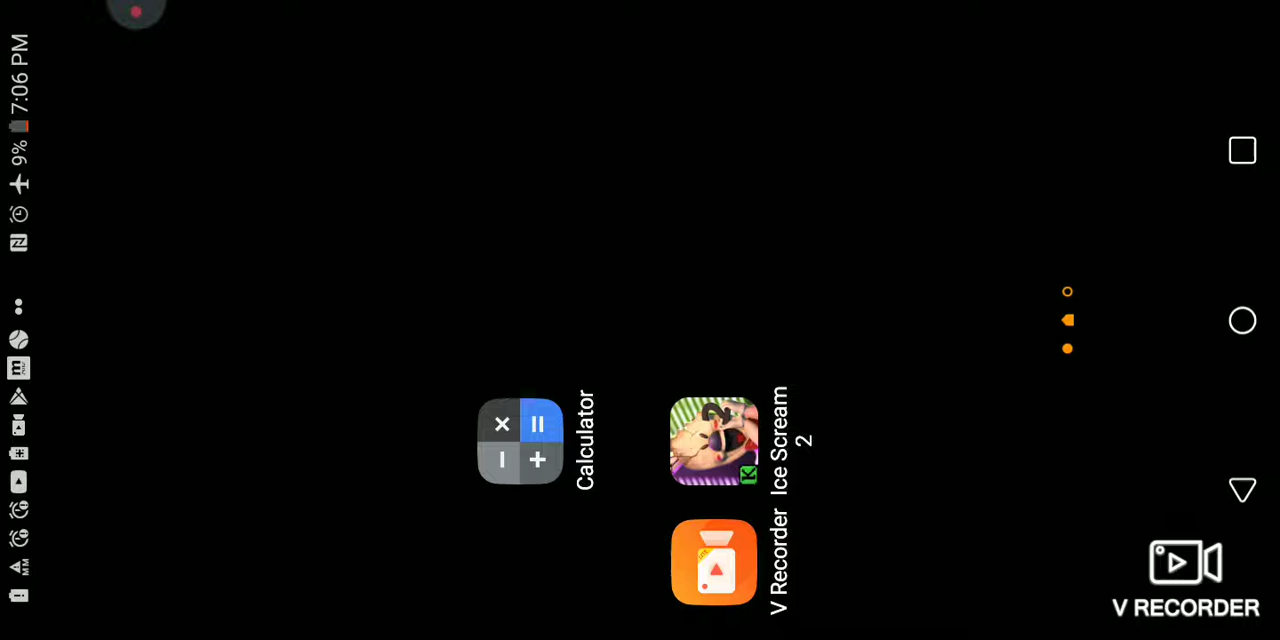 9% 7:06 PM
Calculator
V Recorder
Ice Scream
2
V RECORDER